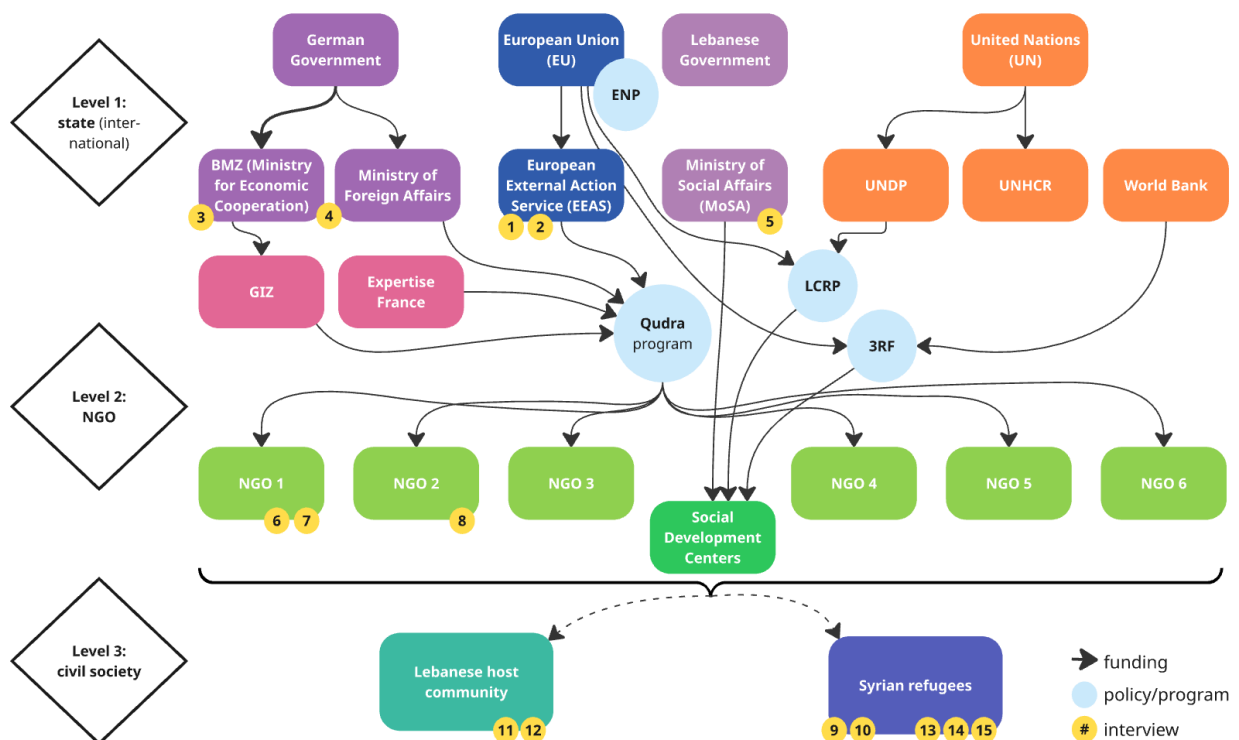 German
Government
European Union
(EU)
ENP
Lebanese
Government
United Nations
(UN)
Level 1:
state (inter-
national)
BMZ (Ministry
for Economic
Cooperation)
3
Ministry of
Foreign Affairs
4
European
External Action
Service (EEAS)
1
2
Ministry of
Social Affairs
(MoSA)
5
UNDP
UNHCR
World Bank
GIZ
Expertise
France
Qudra
program
LCRP
3RF
Level 2:
NGO
NGO 1
6
7
NGO 2
8
NGO 3
Social
Development
Centers
NGO 4
NGO 5
NGO 6
Level 3:
civil society
Lebanese host
community
11
12
Syrian refugees
9
10
13
14
15
funding
policy/program
# interview